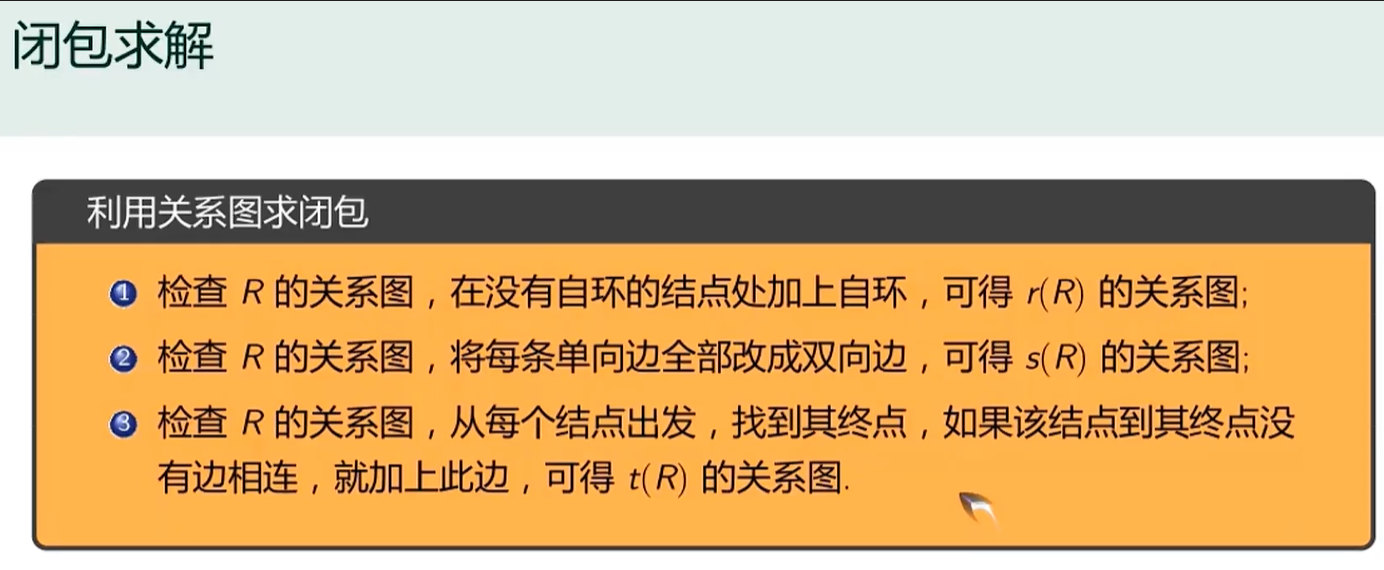 闭包求解
利用关系图求闭包
1 检查 R 的关系图，在没有自环的结点处加上自环，可得 r(R) 的关系图;
2 检查 R 的关系图，将每条单向边全部改成双向边，可得 s(R) 的关系图;
3 检查 R 的关系图，从每个结点出发，找到其终点，如果该结点到其终点没
有边相连，就加上此边，可得 t(R) 的关系图.